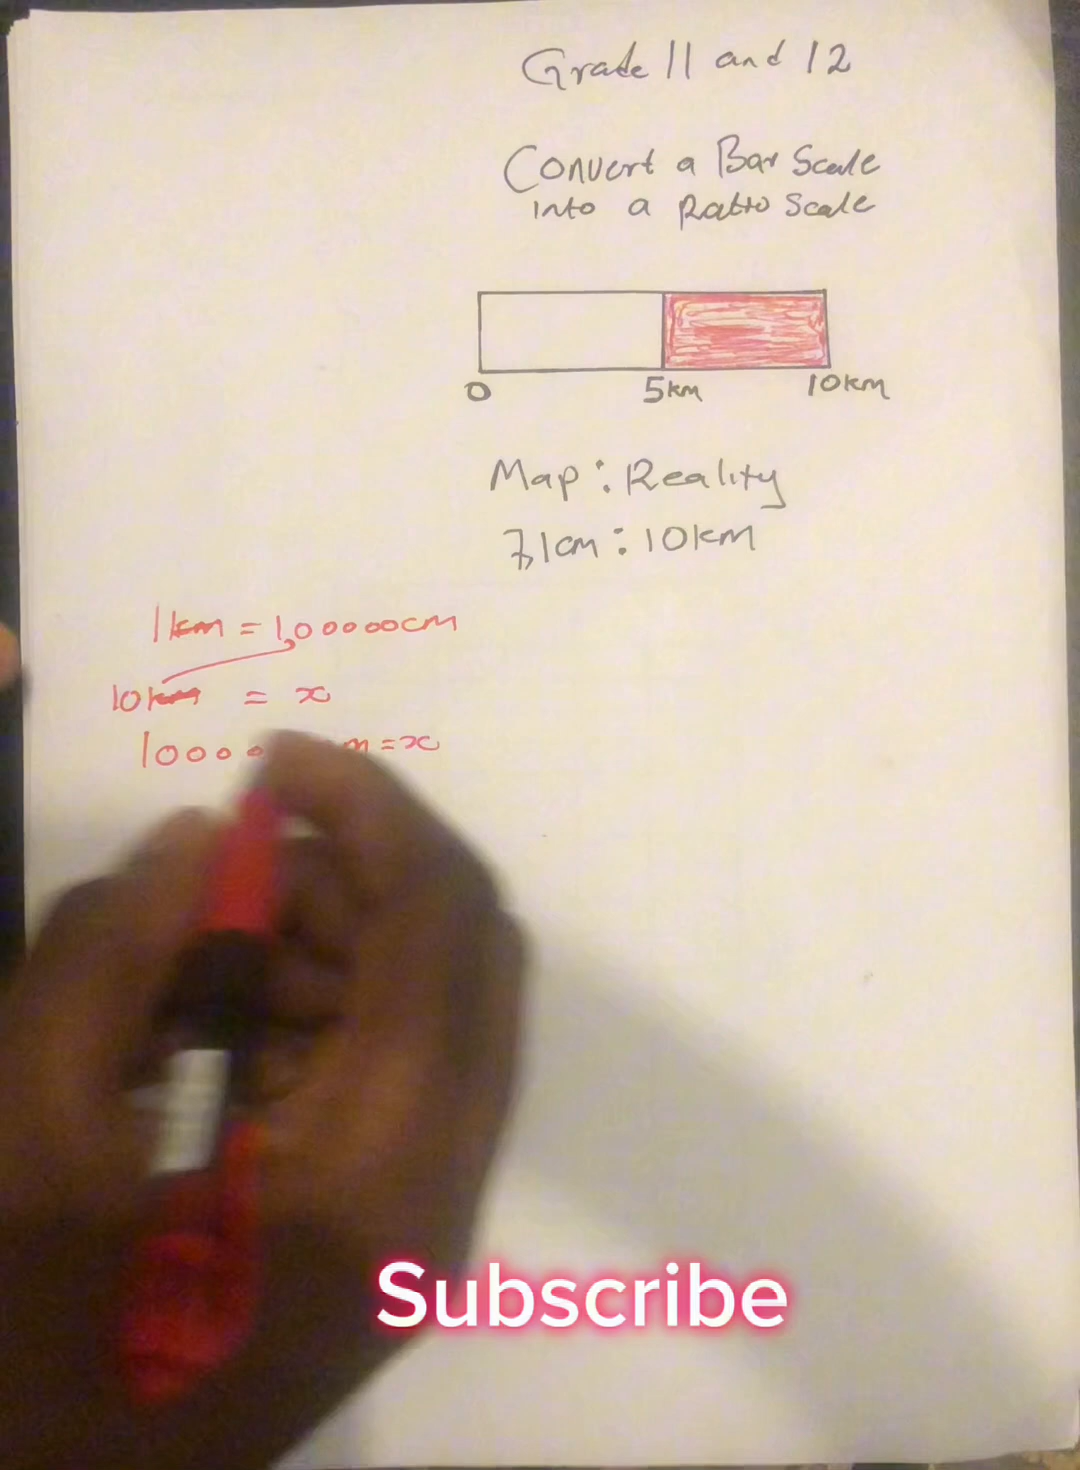 Grade 11 and 12
Convert a Bar Scale
into a Ratio Scale
0 5km 10km
Map : Reality
7,1cm : 10km
1km = 1,00000cm
10km = x
= x
Subscribe